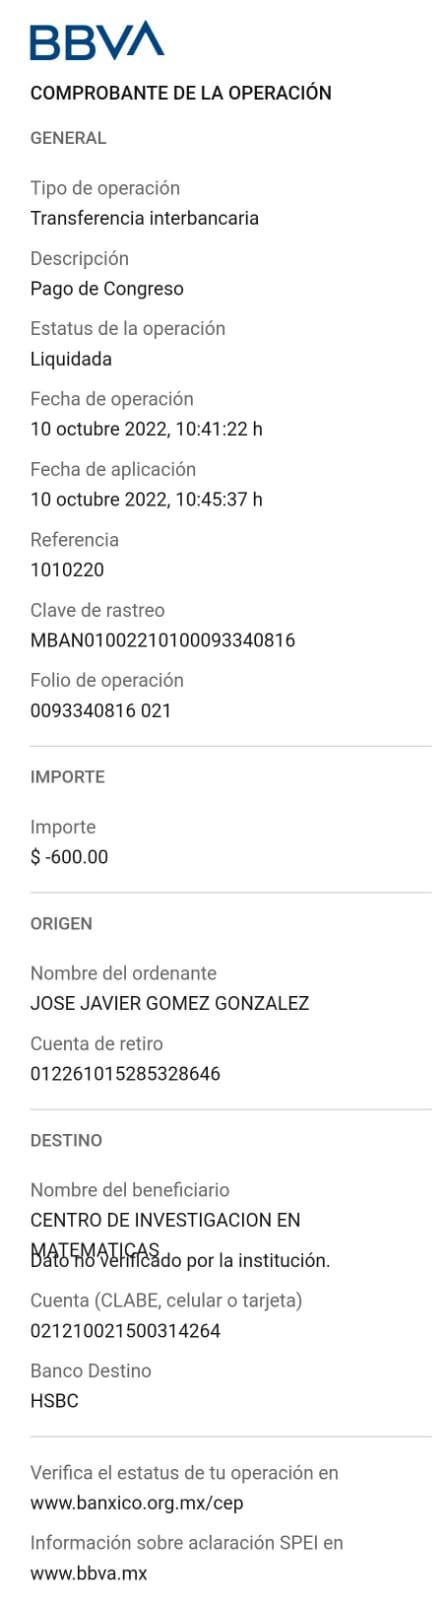 BBVA
COMPROBANTE DE LA OPERACIÓN
GENERAL
Tipo de operación
Transferencia interbancaria
Descripción
Pago de Congreso
Estatus de la operación
Liquidada
Fecha de operación
10 octubre 2022, 10:41:22 h
Fecha de aplicación
10 octubre 2022, 10:45:37 h
Referencia
1010220
Clave de rastreo
MBAN01002210100093340816
Folio de operación
0093340816 021
IMPORTE
Importe
$ -600.00
ORIGEN
Nombre del ordenante
JOSE JAVIER GOMEZ GONZALEZ
Cuenta de retiro
012261015285328646
DESTINO
Nombre del beneficiario
CENTRO DE INVESTIGACION EN
MATEMATICAS
Dato no verificado por la institución.
Cuenta (CLABE, celular o tarjeta)
021210021500314264
Banco Destino
HSBC
Verifica el estatus de tu operación en
www.banxico.org.mx/cep
Información sobre aclaración SPEI en
www.bbva.mx